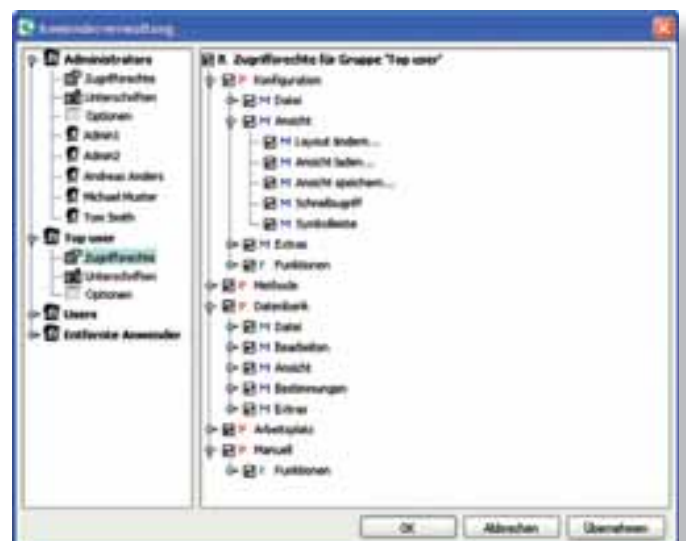 Anwenderverwaltung
Administrators
Zugriffsrechte
Unterschriften
Optionen
Admin1
Admin2
Andreas Anders
Michael Muster
Tom Smith
Top user
Zugriffsrechte
Unterschriften
Optionen
Users
Entfernte Anwender
R Zugriffsrechte für Gruppe "Top user"
P Konfiguration
M Datei
M Ansicht
M Layout ändern...
M Ansicht laden...
M Ansicht speichern...
M Schnellzugriff
M Symbolleiste
M Extras
F Funktionen
P Methode
P Datenbank
M Datei
M Bearbeiten
M Ansicht
M Bestimmungen
M Extras
P Arbeitsplatz
P Manuell
F Funktionen
OK
Abbrechen
Übernehmen